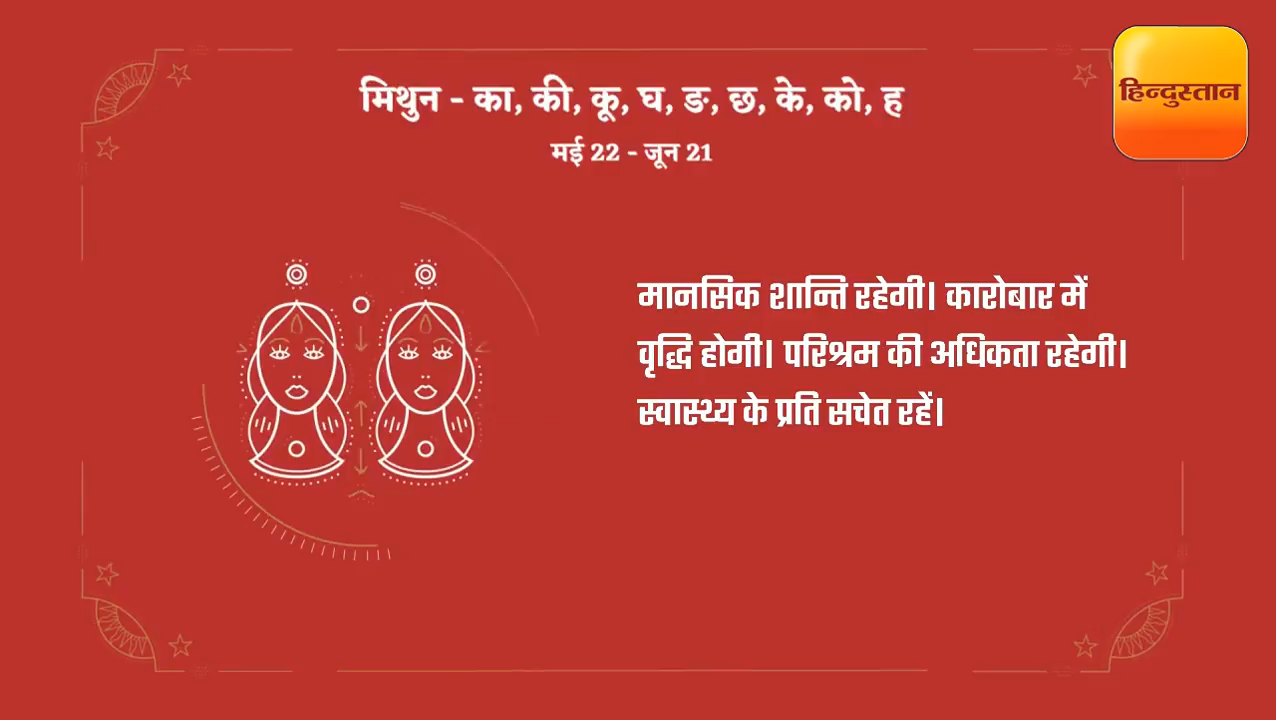 हिन्दुस्तान
मिथुन - का, की, कू, घ, ङ, छ, के, को, ह
मई 22 - जून 21
मानसिक शान्ति रहेगी। कारोबार में
वृद्धि होगी। परिश्रम की अधिकता रहेगी।
स्वास्थ्य के प्रति सचेत रहें।